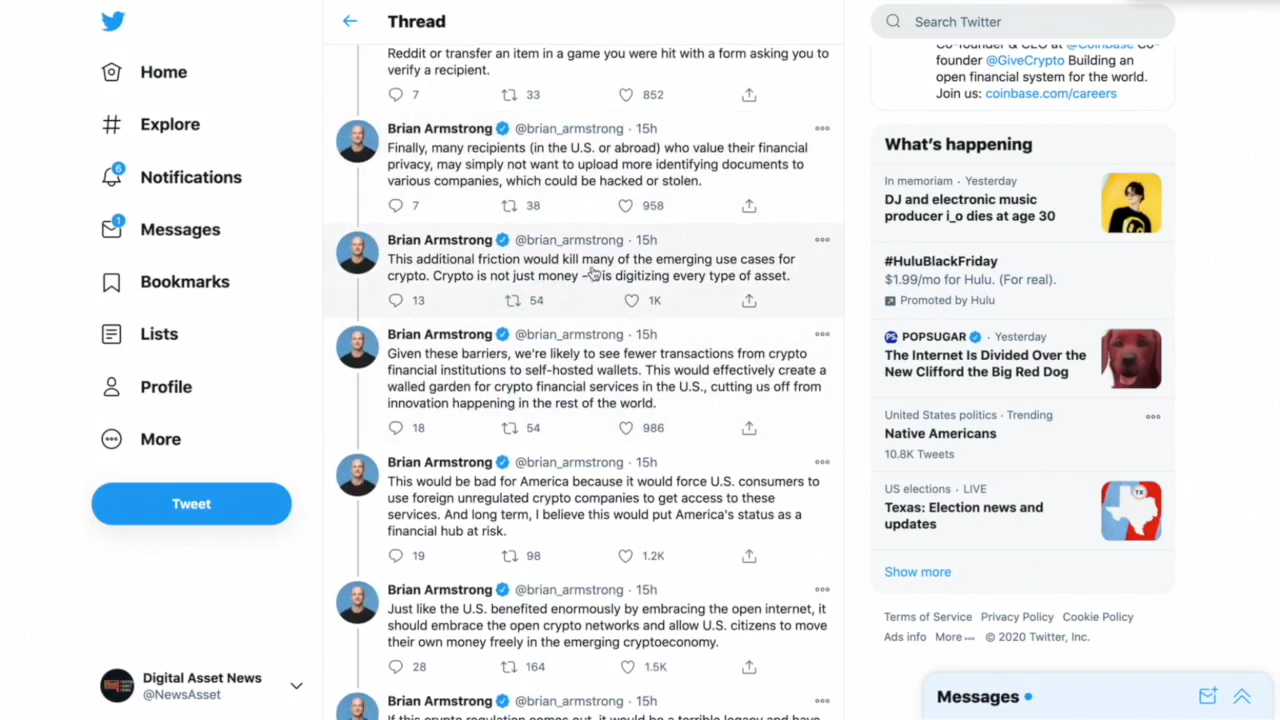 Home
Explore
6
Notifications
1
Messages
Bookmarks
Lists
Profile
More
Tweet
Digital Asset News
@NewsAsset
Thread
Reddit or transfer an item in a game you were hit with a form asking you to
verify a recipient.
7 33 852
Brian Armstrong @brian_armstrong · 15h
Finally, many recipients (in the U.S. or abroad) who value their financial
privacy, may simply not want to upload more identifying documents to
various companies, which could be hacked or stolen.
7 38 958
Brian Armstrong @brian_armstrong · 15h
This additional friction would kill many of the emerging use cases for
crypto. Crypto is not just money - is digitizing every type of asset.
13 54 1K
Brian Armstrong @brian_armstrong · 15h
Given these barriers, we're likely to see fewer transactions from crypto
financial institutions to self-hosted wallets. This would effectively create a
walled garden for crypto financial services in the U.S., cutting us off from
innovation happening in the rest of the world.
18 54 986
Brian Armstrong @brian_armstrong · 15h
This would be bad for America because it would force U.S. consumers to
use foreign unregulated crypto companies to get access to these
services. And long term, I believe this would put America's status as a
financial hub at risk.
19 98 1.2K
Brian Armstrong @brian_armstrong · 15h
Just like the U.S. benefited enormously by embracing the open internet, it
should embrace the open crypto networks and allow U.S. citizens to move
their own money freely in the emerging cryptoeconomy.
28 164 1.5K
Brian Armstrong @brian_armstrong · 15h
If this crypto regulation comes out, it would be a terrible legacy and have
Search Twitter
Co-founder & CEO at @Coinbase Co-
founder @GiveCrypto Building an
open financial system for the world.
Join us: coinbase.com/careers
What's happening
In memoriam · Yesterday
DJ and electronic music
producer i_o dies at age 30
#HuluBlackFriday
$1.99/mo for Hulu. (For real).
Promoted by Hulu
POPSUGAR · Yesterday
The Internet Is Divided Over the
New Clifford the Big Red Dog
United States politics · Trending
Native Americans
10.8K Tweets
US elections · LIVE
Texas: Election news and
updates
TX
Show more
Terms of Service Privacy Policy Cookie Policy
Ads info More © 2020 Twitter, Inc.
Messages